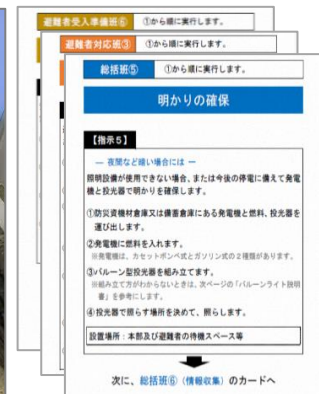 避難者受入準備班⑥ ①から順に実行します。
避難者対応班③ ①から順に実行します。
総括班⑤ ①から順に実行します。
明かりの確保
【指示5】
― 夜間など暗い場合には ―
照明設備が使用できない場合、または今後の停電に備えて発電
機と投光器で明かりを確保します。
①防災資機材倉庫又は備蓄倉庫にある発電機と燃料、投光器を
運び出します。
②発電機に燃料を入れます。
※発電機は、カセットボンベ式とガソリン式の2種類があります。
③バルーン型投光器を組み立てます。
※組み立て方がわからないときは、次ページの「バルーンライト説明
書」を参考にします。
④投光器で照らす場所を決めて、照らします。
設置場所：本部及び避難者の待機スペース等
次に、総括班⑥（情報収集）のカードへ